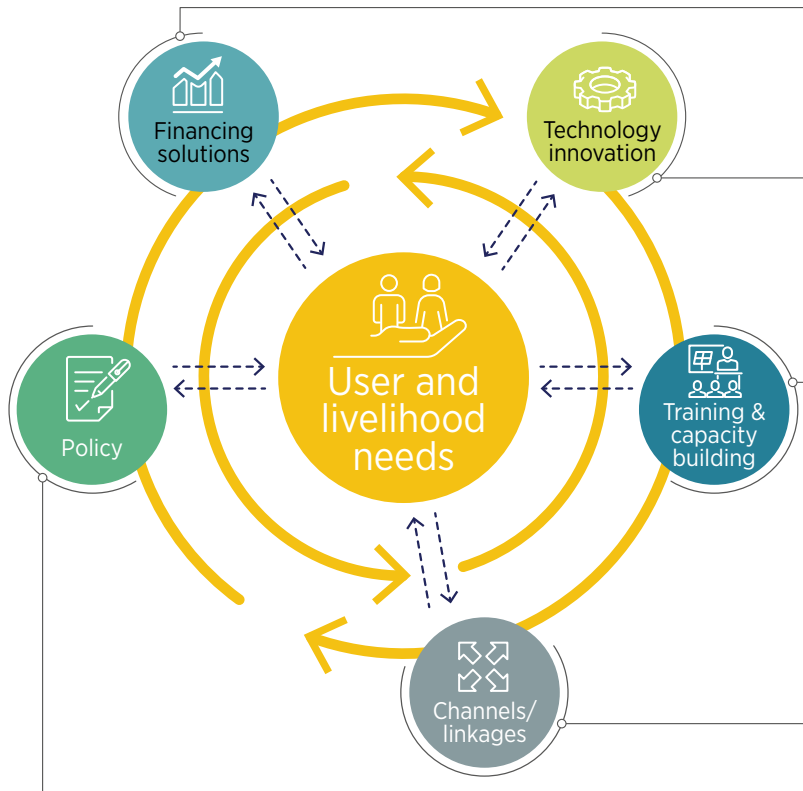 Financing
solutions
Technology
innovation
User and
livelihood
needs
Policy
Training &
capacity
building
Channels/
linkages